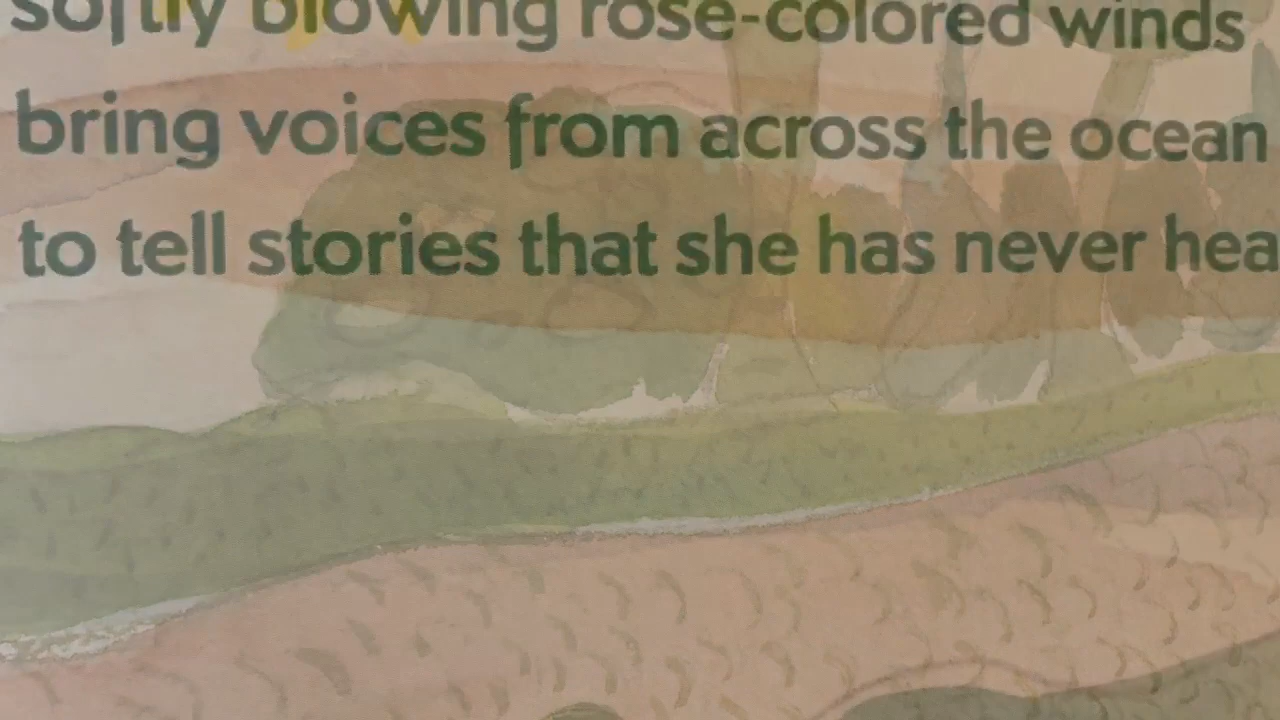 softly blowing rose-colored winds
bring voices from across the ocean
to tell stories that she has never